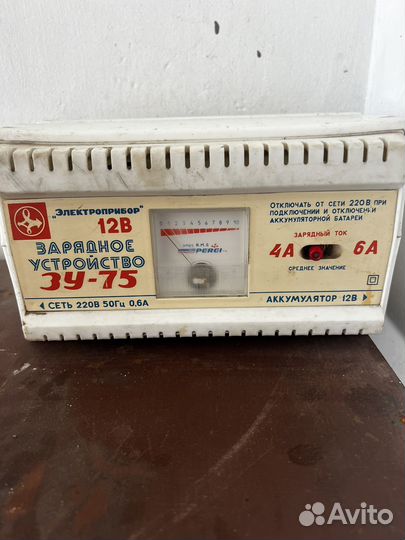 "ЭЛЕКТРОПРИБОР"
12В
ЗАРЯДНОЕ
УСТРОЙСТВО
ЗУ-75
СЕТЬ 220В 50Гц 0,6А
0 1 2 3 4 5 6 7 8 9 10
R.M.S
PEREI
ОТКЛЮЧАТЬ ОТ СЕТИ 220В ПРИ
ПОДКЛЮЧЕНИИ И ОТКЛЮЧЕНИИ
АККУМУЛЯТОРНОЙ БАТАРЕИ
ЗАРЯДНЫЙ ТОК
4А 6А
СРЕДНЕЕ ЗНАЧЕНИЕ
АККУМУЛЯТОР 12В
Avito